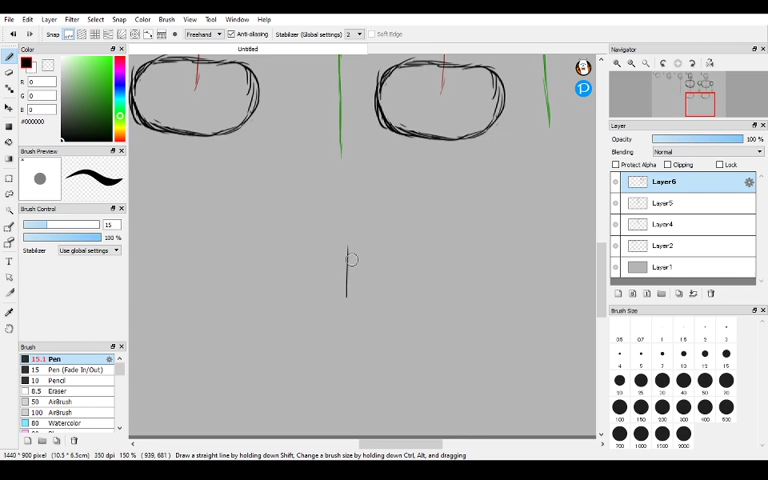 File Edit Layer Select Snap Color Brush View Tool Window Help
Snap Freehand Anti-aliasing Stabilizer (Global settings) 2 Soft Edge
Untitled
Color
R 0
G 0
B 0
#000000
Brush Preview
Brush Control
15
100 %
Stabilizer Use global settings
Brush
15.1 Pen
15 Pen (Fade In/Out)
10 Pencil
8.5 Eraser
50 AirBrush
100 AirBrush
80 Watercolor
Navigator
Layer
Opacity 100 %
Blending Normal
Protect Alpha Clipping Lock
Layer6
Layer5
Layer4
Layer2
Layer1
Brush Size
1440 * 900 pixel (10.5 * 6.5cm) 350 dpi 150 % ( 939, 681 ) Draw a straight line by holding down Shift, Change a brush size by holding down Ctrl, Alt, and dragging